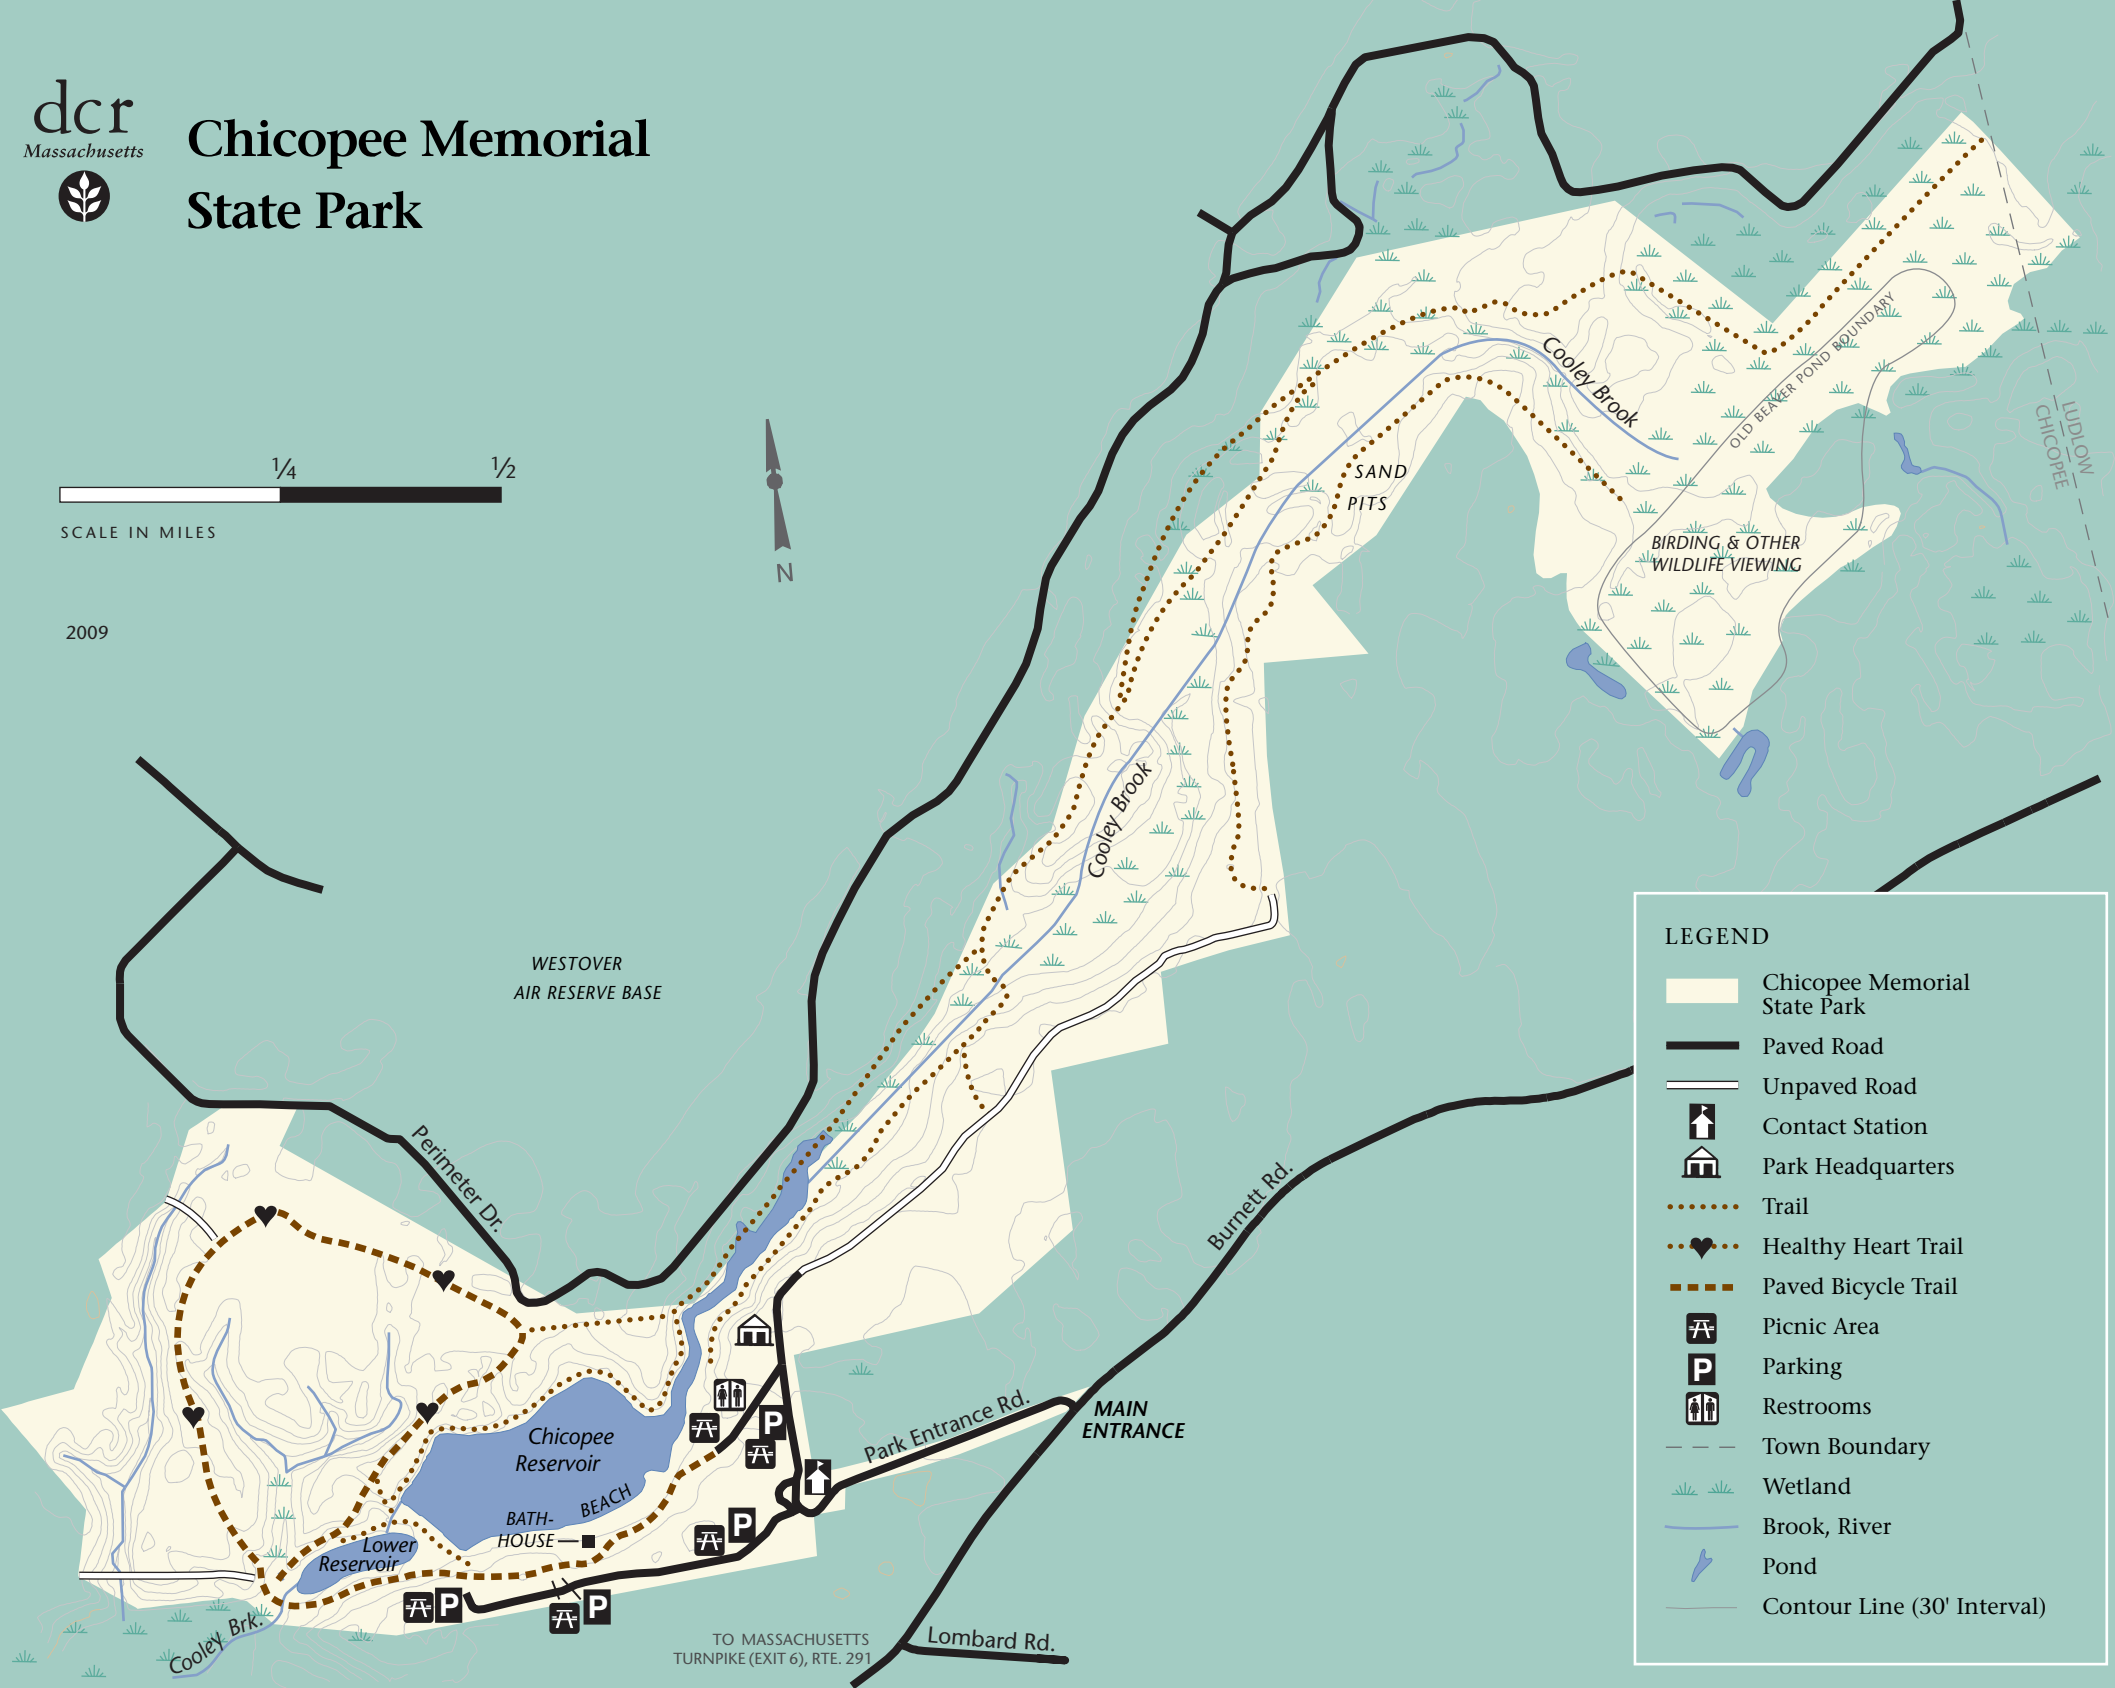 dcr
Massachusetts
Chicopee Memorial
State Park
¼
½
SCALE IN MILES
N
2009
Cooley Brook
OLD BEAVER POND BOUNDARY
LUDLOW
CHICOPEE
SAND
PITS
BIRDING & OTHER
WILDLIFE VIEWING
Cooley Brook
WESTOVER
AIR RESERVE BASE
Perimeter Dr.
Burnett Rd.
MAIN
ENTRANCE
Park Entrance Rd.
Chicopee
Reservoir
P
BEACH
BATH-
HOUSE
P
Lower
Reservoir
P
P
Cooley Brk.
TO MASSACHUSETTS
TURNPIKE (EXIT 6), RTE. 291
Lombard Rd.
LEGEND
Chicopee Memorial
State Park
Paved Road
Unpaved Road
Contact Station
Park Headquarters
Trail
Healthy Heart Trail
Paved Bicycle Trail
Picnic Area
P Parking
Restrooms
Town Boundary
Wetland
Brook, River
Pond
Contour Line (30' Interval)